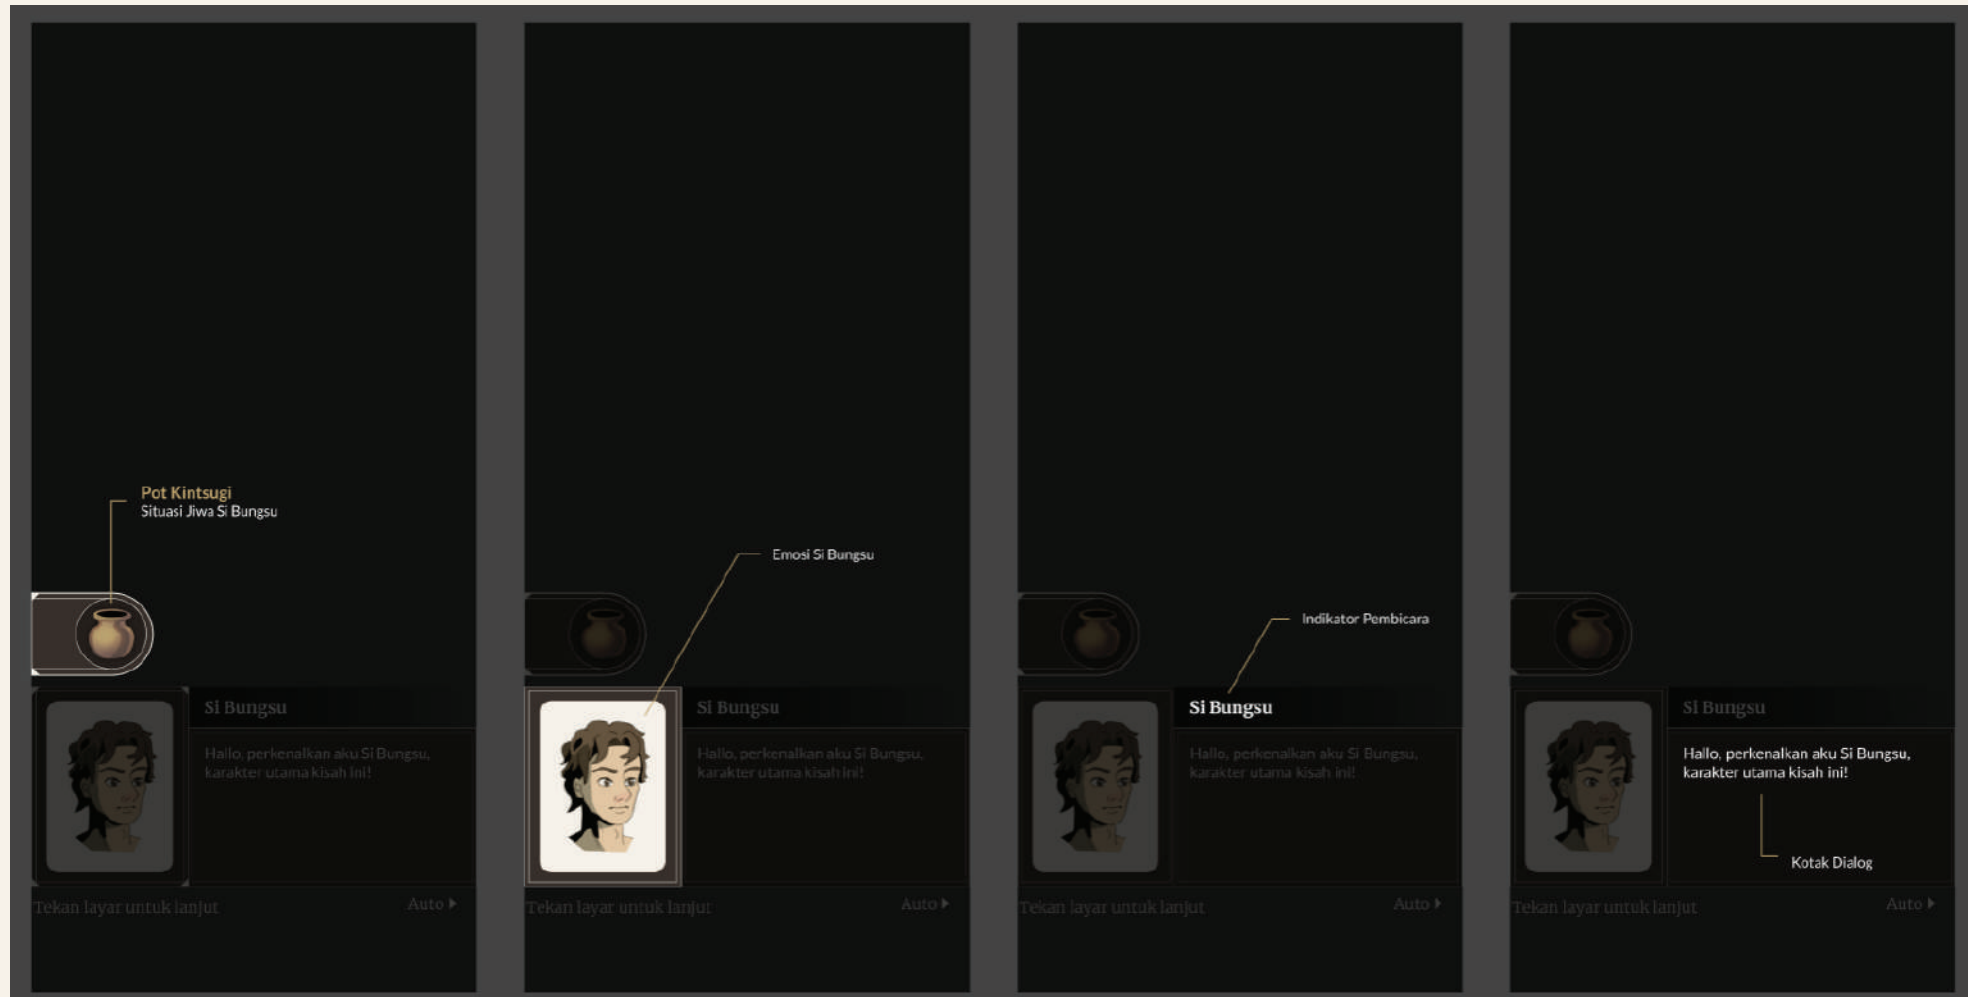 Pot Kintsugi
Situasi Jiwa Si Bungsu
Si Bungsu
Hallo, perkenalkan aku Si Bungsu,
karakter utama kisah ini!
Tekan layar untuk lanjut
Auto
Emosi Si Bungsu
Si Bungsu
Hallo, perkenalkan aku Si Bungsu,
karakter utama kisah ini!
Tekan layar untuk lanjut
Auto
Indikator Pembicara
Si Bungsu
Hallo, perkenalkan aku Si Bungsu,
karakter utama kisah ini!
Tekan layar untuk lanjut
Auto
Si Bungsu
Hallo, perkenalkan aku Si Bungsu,
karakter utama kisah ini!
Kotak Dialog
Tekan layar untuk lanjut
Auto